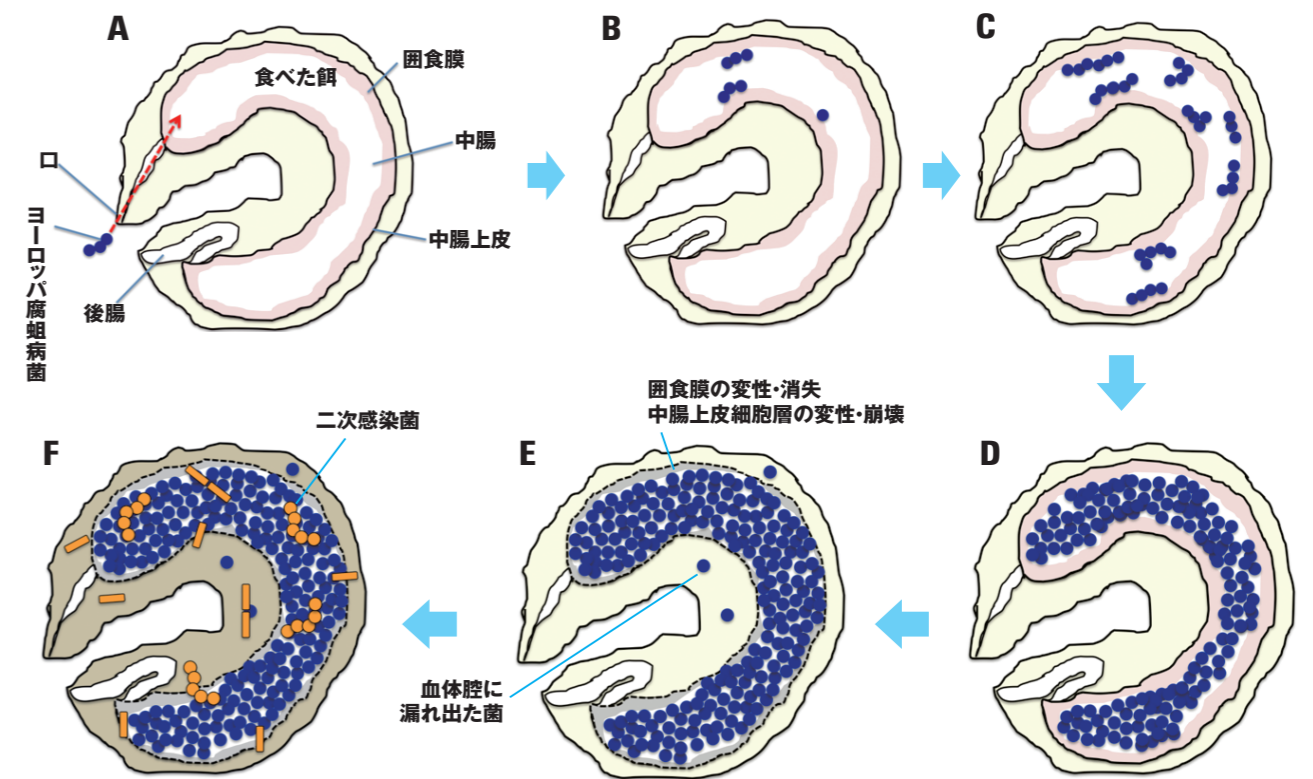 A
囲食膜
食べた餌
中腸
口
ヨーロッパ腐蛆病菌
中腸上皮
後腸
B
C
D
囲食膜の変性・消失
中腸上皮細胞層の変性・崩壊
E
血体腔に
漏れ出た菌
二次感染菌
F